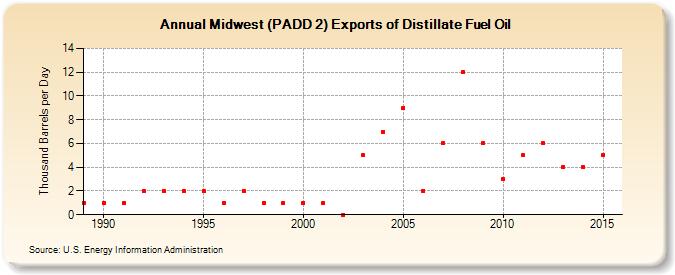 Annual Midwest (PADD 2) Exports of Distillate Fuel Oil
Thousand Barrels per Day
14
12
10
8
6
4
2
0
1990 1995 2000 2005 2010 2015
Source: U.S. Energy Information Administration